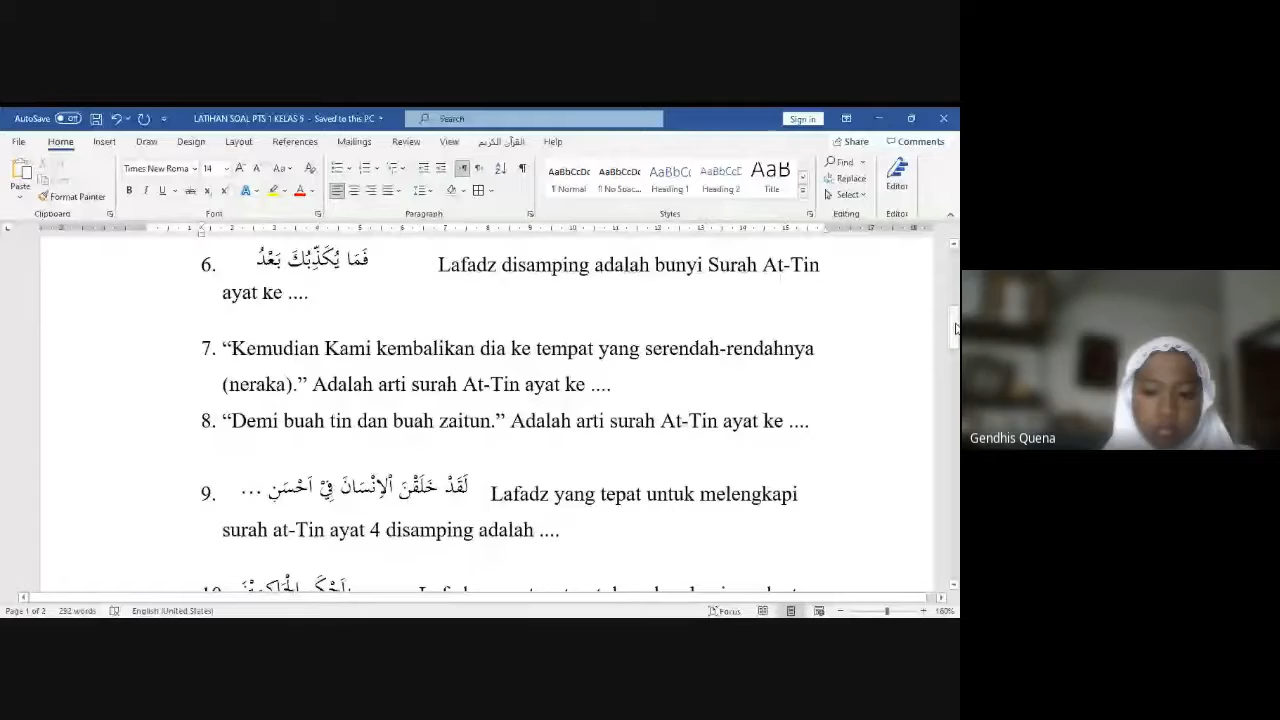 AutoSave Off LATIHAN SOAL PTS 1 KELAS 5 - Saved to this PC Search Sign in
File Home Insert Draw Design Layout References Mailings Review View القرآن الكريم Help Share Comments
Times New Roma 14 A A Aa AaBbCcDc AaBbCcDc AaBbCc AaBbCcC AaB Find
Paste Replace Editor
Format Painter B I U ab x x A A ¶ Normal ¶ No Spac... Heading 1 Heading 2 Title Select
Clipboard Font Paragraph Styles Editing Editor
6. فَمَا يُكَذِّبُكَ بَعْدُ Lafadz disamping adalah bunyi Surah At-Tin
ayat ke ....
7. “Kemudian Kami kembalikan dia ke tempat yang serendah-rendahnya
(neraka).” Adalah arti surah At-Tin ayat ke ....
8. “Demi buah tin dan buah zaitun.” Adalah arti surah At-Tin ayat ke ....
9. لَقَدْ خَلَقْنَ ٱلْاِنْسَانَ فِيْ اَحْسَنِ ... Lafadz yang tepat untuk melengkapi
surah at-Tin ayat 4 disamping adalah ....
Gendhis Quena
Page 1 of 2 292 words English (United States) Focus 160%